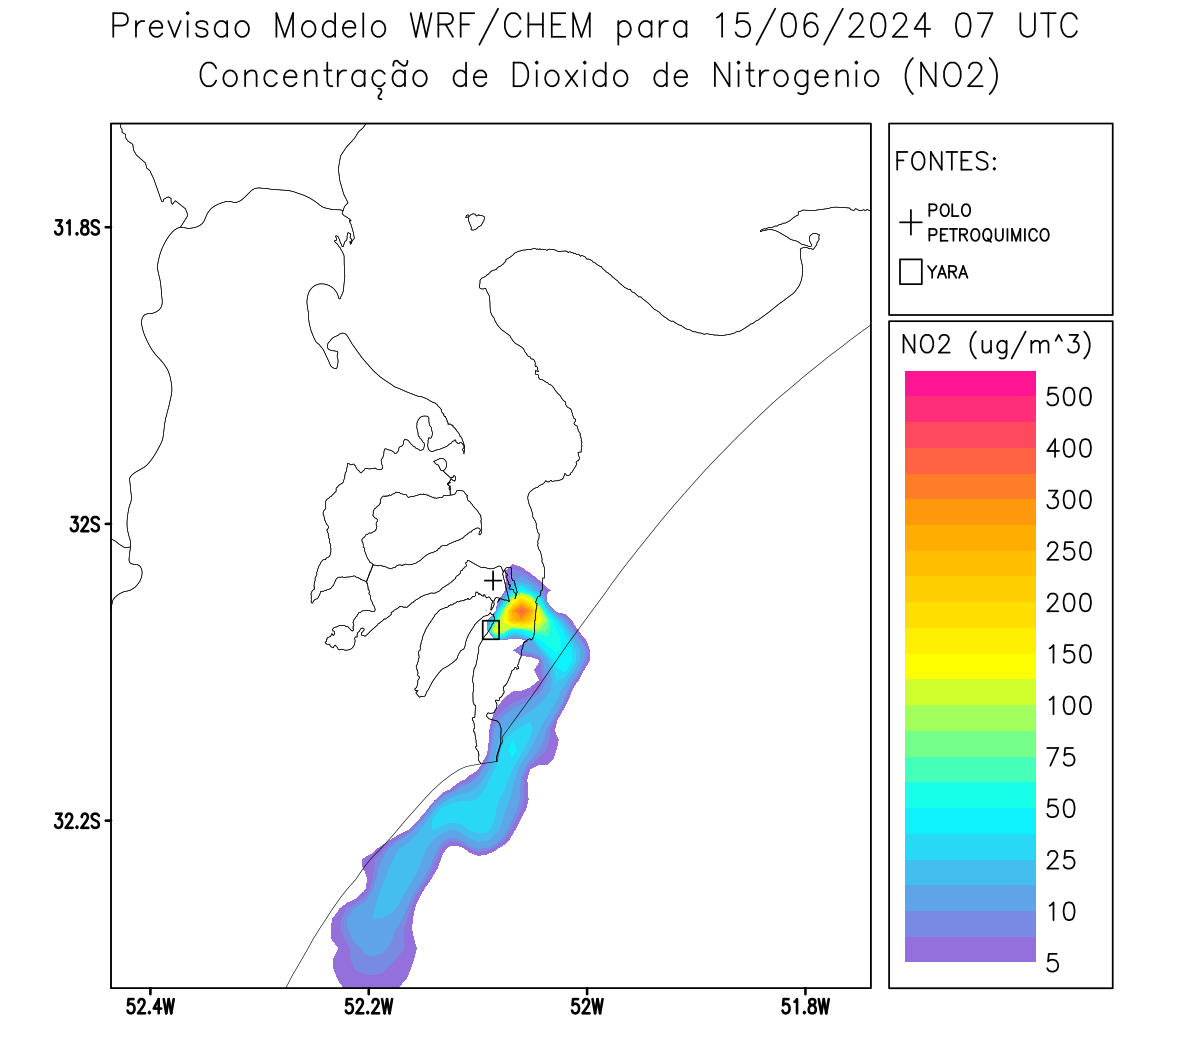 Previsao Modelo WRF/CHEM para 15/06/2024 07 UTC
Concentração de Dioxido de Nitrogenio (NO2)
FONTES:
POLO
PETROQUIMICO
YARA
NO2 (ug/m^3)
500
400
300
250
200
150
100
75
50
25
10
5
31.8S
32S
32.2S
52.4W
52.2W
52W
51.8W